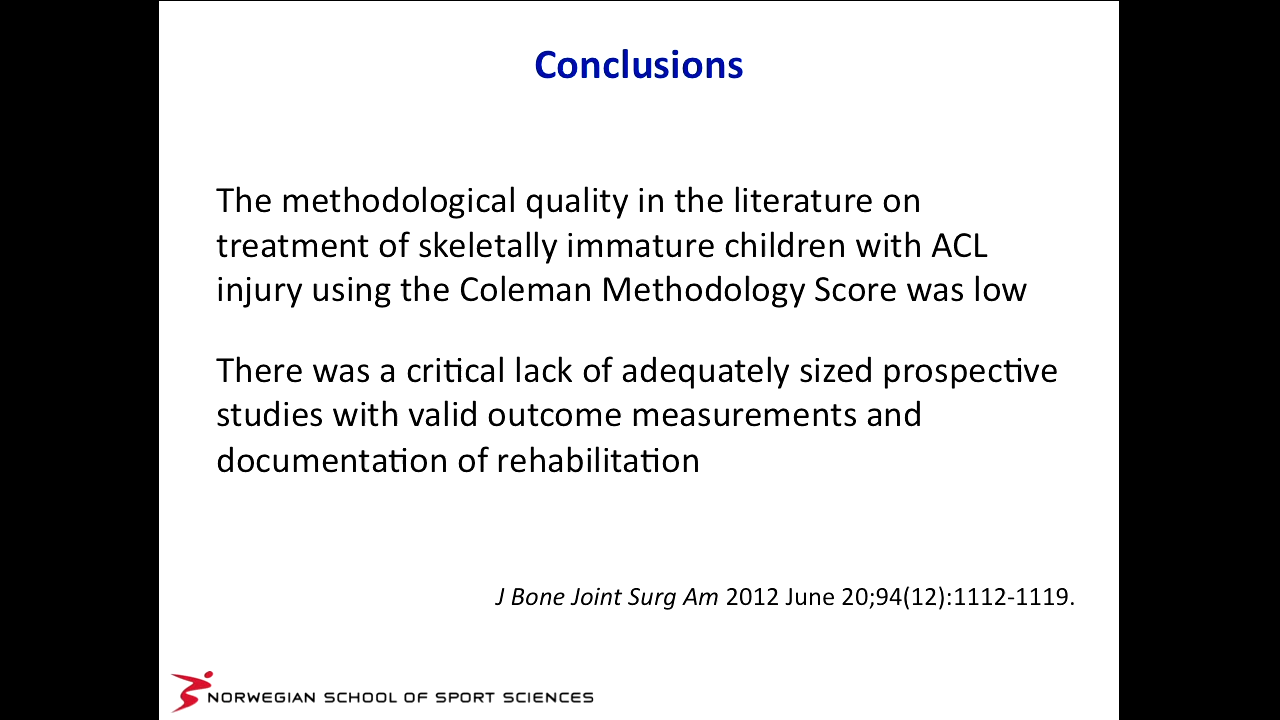 Conclusions
The methodological quality in the literature on
treatment of skeletally immature children with ACL
injury using the Coleman Methodology Score was low
There was a critical lack of adequately sized prospective
studies with valid outcome measurements and
documentation of rehabilitation
J Bone Joint Surg Am 2012 June 20;94(12):1112-1119.
NORWEGIAN SCHOOL OF SPORT SCIENCES